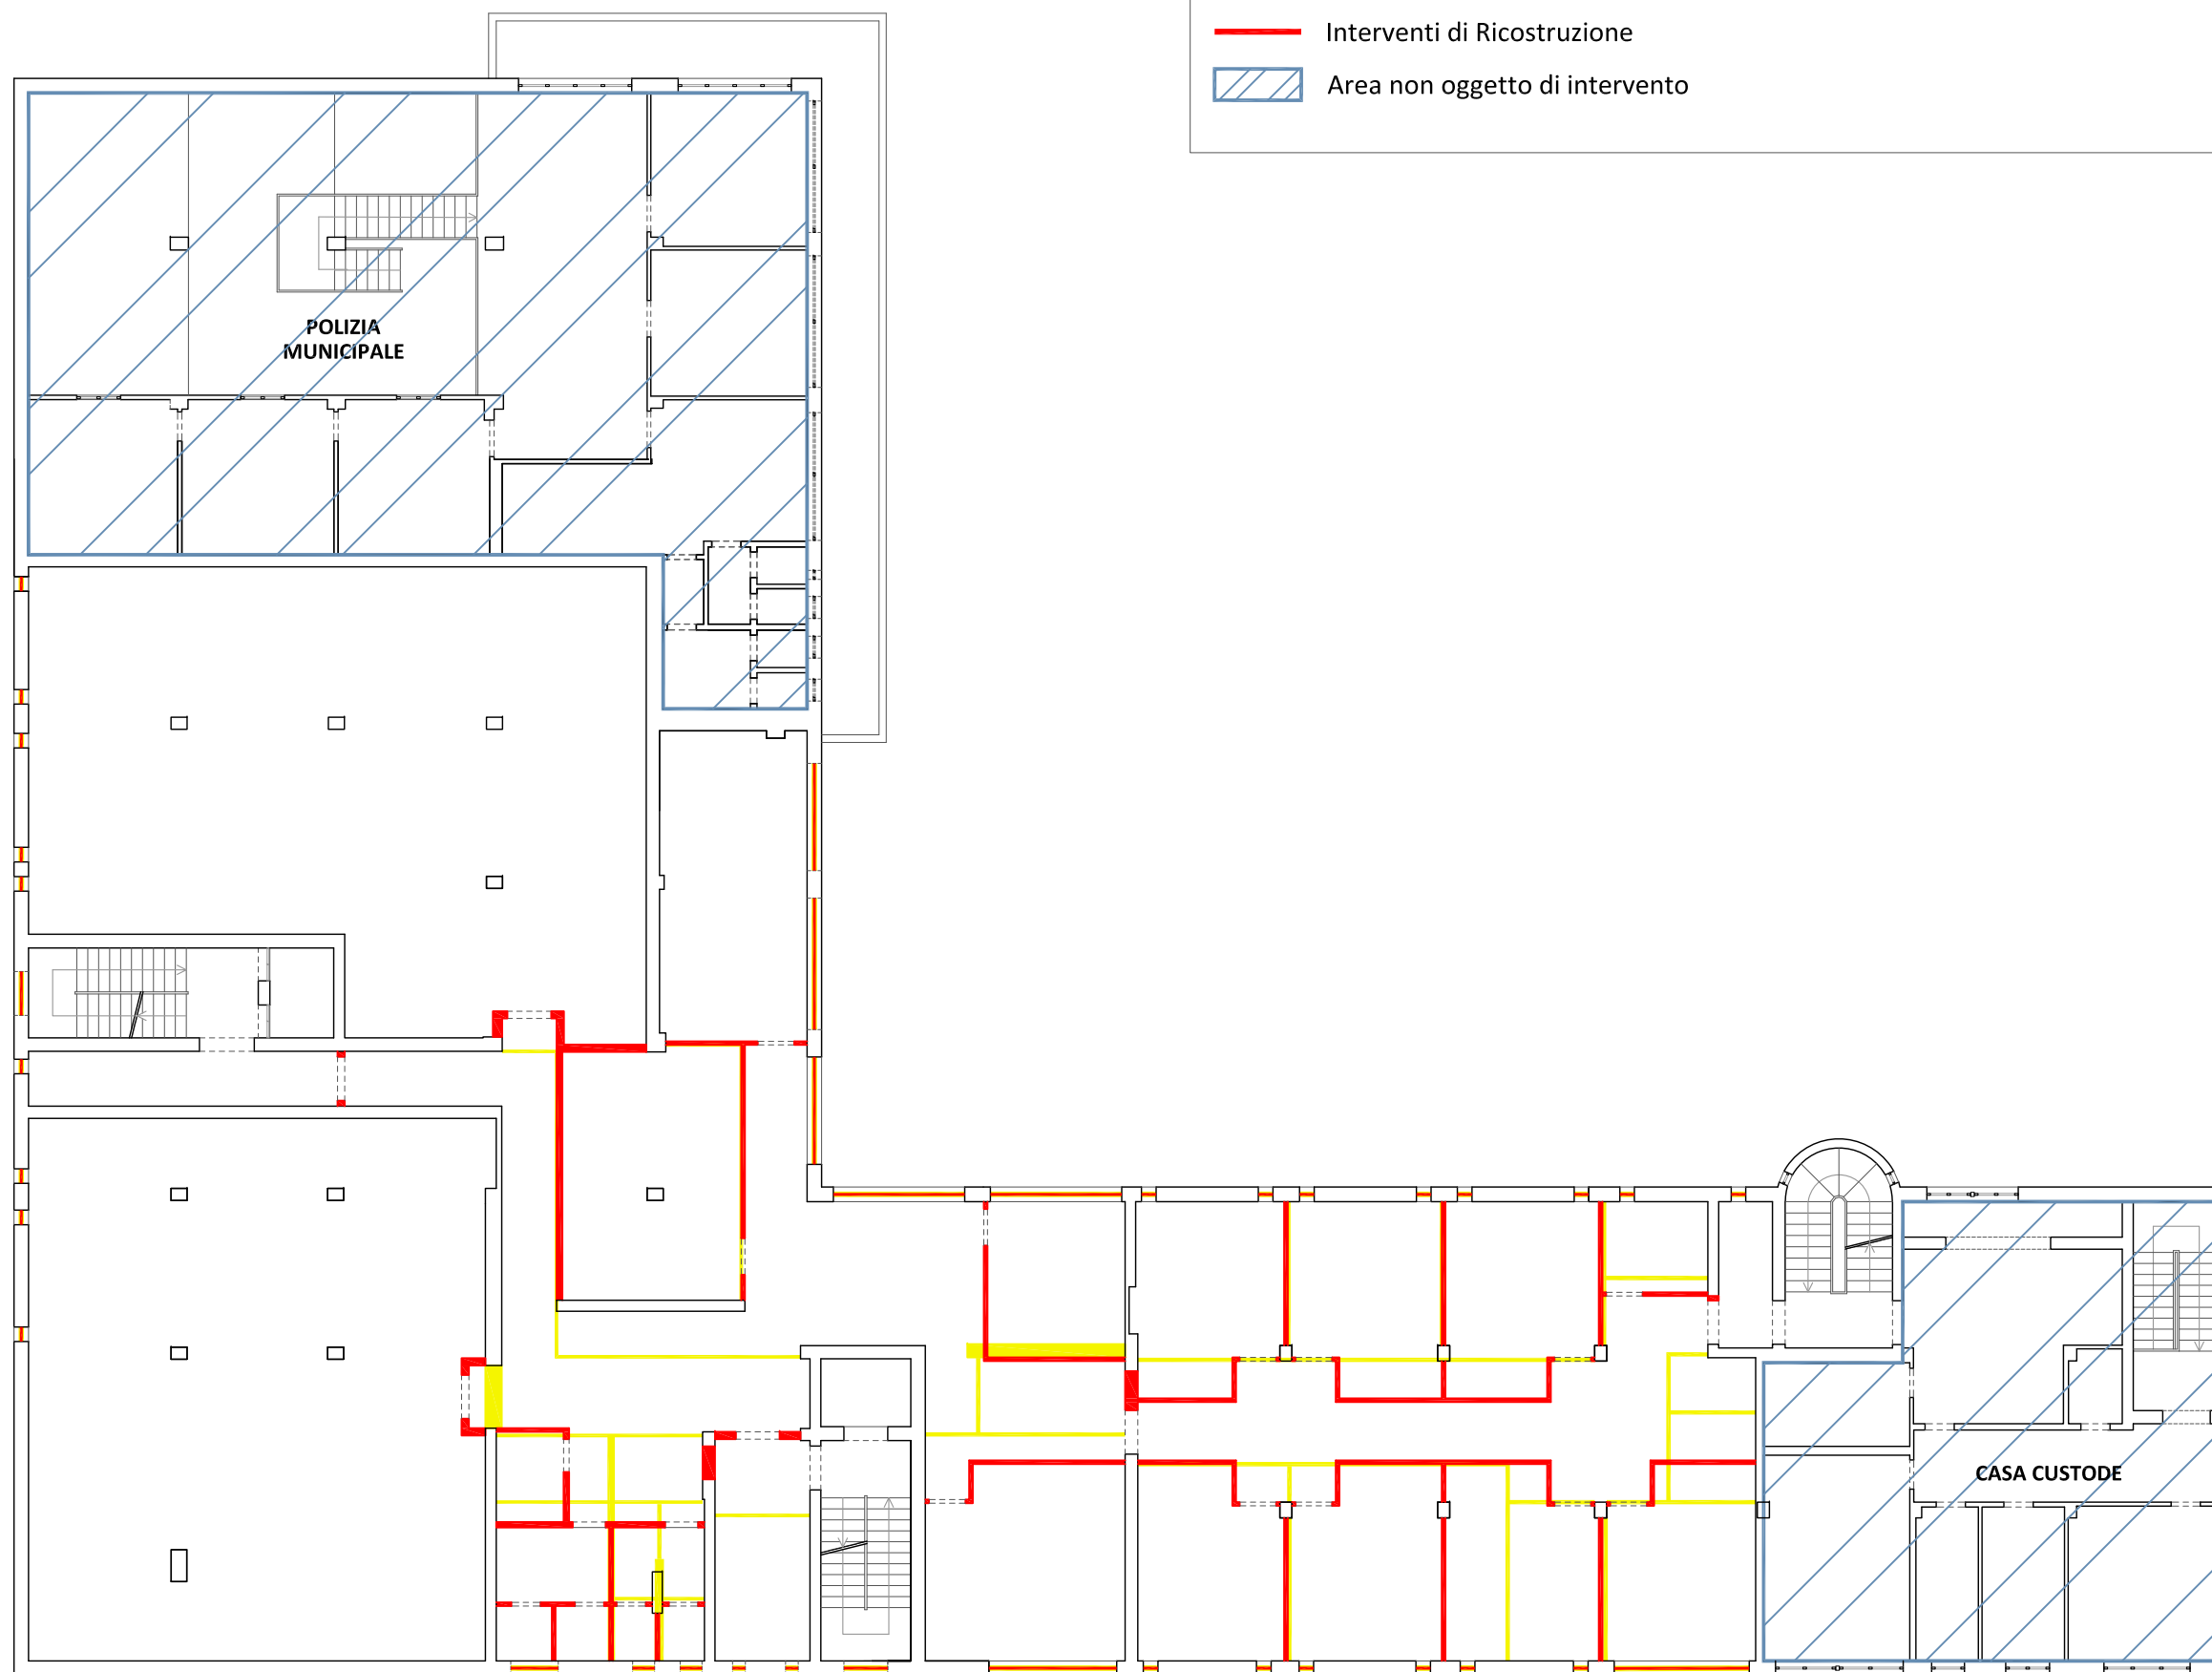 Interventi di Ricostruzione
Area non oggetto di intervento
POLIZIA
MUNICIPALE
CASA CUSTODE